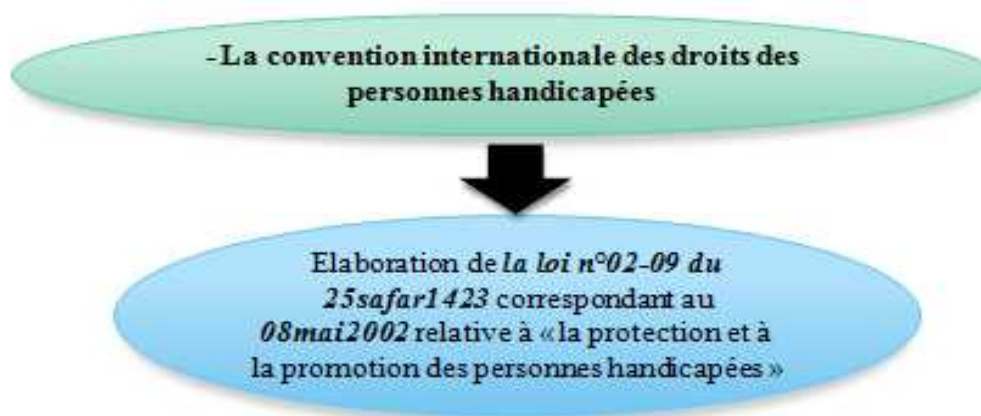 -La convention internationale des droits des
personnes handicapées
Elaboration de la loi n°02-09 du
25safar1423 correspondant au
08mai2002 relative à «la protection et à
la promotion des personnes handicapées »